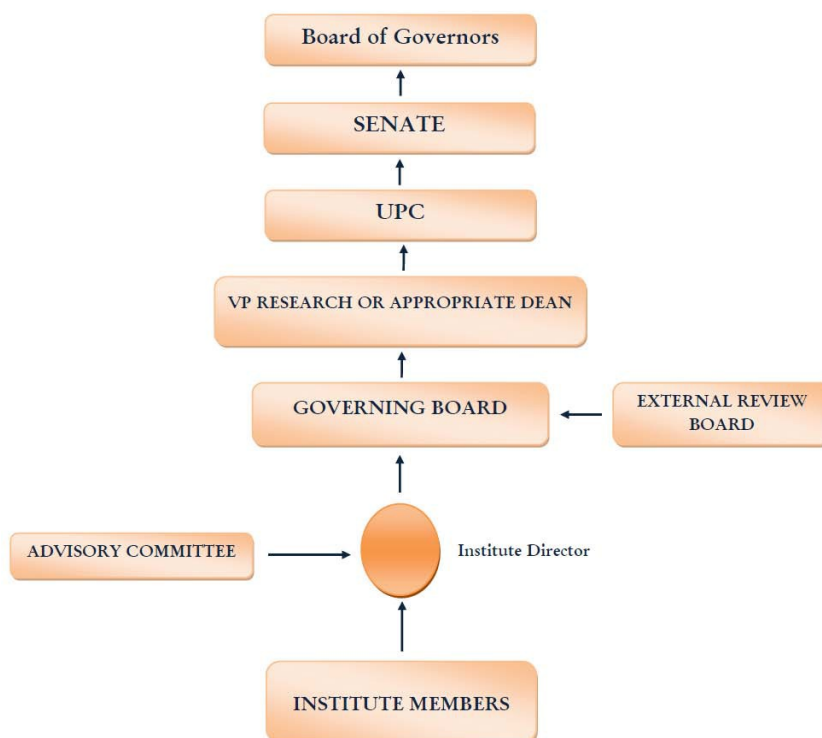 Board of Governors
SENATE
UPC
VP RESEARCH OR APPROPRIATE DEAN
GOVERNING BOARD
EXTERNAL REVIEW
BOARD
ADVISORY COMMITTEE
Institute Director
INSTITUTE MEMBERS